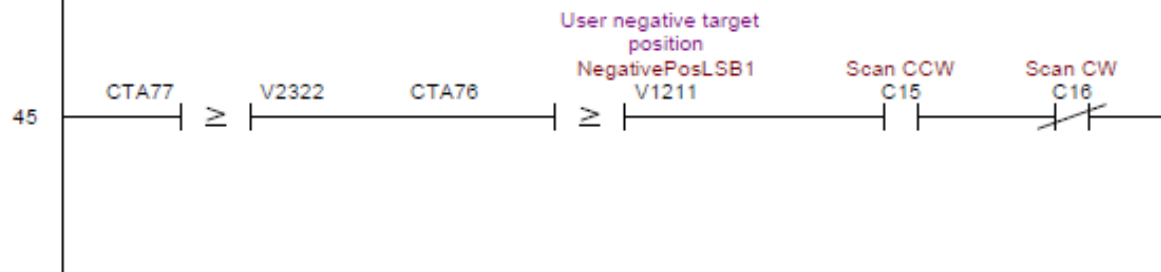 User negative target
position
NegativePosLSB1 Scan CCW Scan CW
CTA77 V2322 CTA76 V1211 C15 C16
45 ≥ ≥